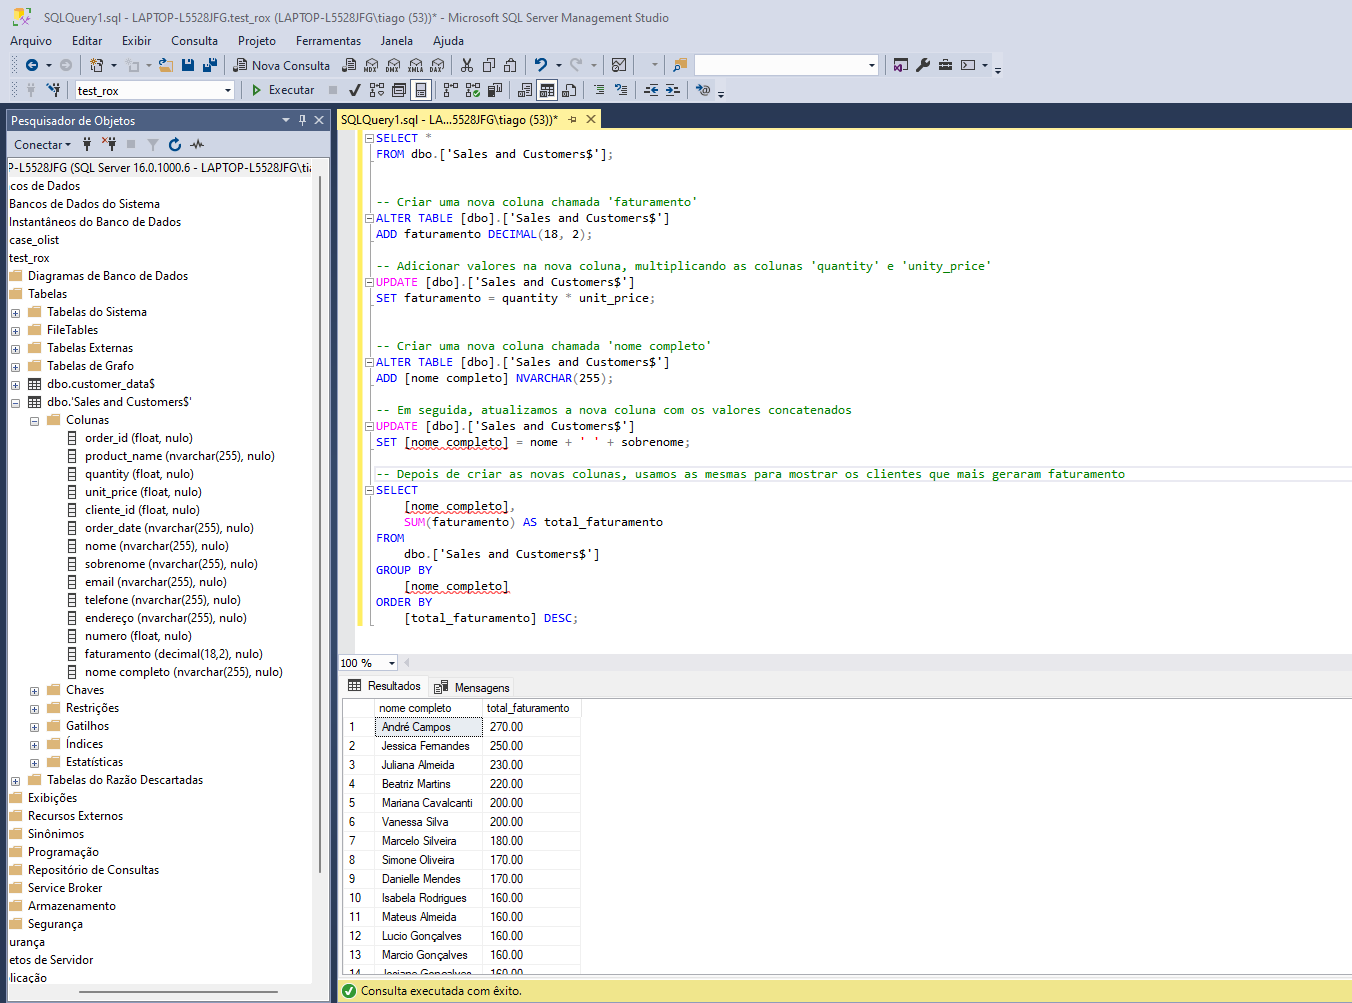 SQLQuery1.sql - LAPTOP-L5528JFG.test_rox (LAPTOP-L5528JFG\tiago (53))* - Microsoft SQL Server Management Studio
Arquivo Editar Exibir Consulta Projeto Ferramentas Janela Ajuda
Nova Consulta MDX DMX XMLA DAX
test_rox Executar
Pesquisador de Objetos
Conectar
P-L5528JFG (SQL Server 16.0.1000.6 - LAPTOP-L5528JFG\ti
cos de Dados
Bancos de Dados do Sistema
Instantâneos do Banco de Dados
case_olist
test_rox
Diagramas de Banco de Dados
Tabelas
Tabelas do Sistema
FileTables
Tabelas Externas
Tabelas de Grafo
dbo.customer_data$
dbo.'Sales and Customers$'
Colunas
order_id (float, nulo)
product_name (nvarchar(255), nulo)
quantity (float, nulo)
unit_price (float, nulo)
cliente_id (float, nulo)
order_date (nvarchar(255), nulo)
nome (nvarchar(255), nulo)
sobrenome (nvarchar(255), nulo)
email (nvarchar(255), nulo)
telefone (nvarchar(255), nulo)
endereço (nvarchar(255), nulo)
numero (float, nulo)
faturamento (decimal(18,2), nulo)
nome completo (nvarchar(255), nulo)
Chaves
Restrições
Gatilhos
Índices
Estatísticas
Tabelas do Razão Descartadas
Exibições
Recursos Externos
Sinônimos
Programação
Repositório de Consultas
Service Broker
Armazenamento
Segurança
urança
etos de Servidor
licação
SQLQuery1.sql - LA...5528JFG\tiago (53))*
SELECT *
FROM dbo.['Sales and Customers$'];
-- Criar uma nova coluna chamada 'faturamento'
ALTER TABLE [dbo].['Sales and Customers$']
ADD faturamento DECIMAL(18, 2);
-- Adicionar valores na nova coluna, multiplicando as colunas 'quantity' e 'unity_price'
UPDATE [dbo].['Sales and Customers$']
SET faturamento = quantity * unit_price;
-- Criar uma nova coluna chamada 'nome completo'
ALTER TABLE [dbo].['Sales and Customers$']
ADD [nome completo] NVARCHAR(255);
-- Em seguida, atualizamos a nova coluna com os valores concatenados
UPDATE [dbo].['Sales and Customers$']
SET [nome completo] = nome + ' ' + sobrenome;
-- Depois de criar as novas colunas, usamos as mesmas para mostrar os clientes que mais geraram faturamento
SELECT
[nome completo],
SUM(faturamento) AS total_faturamento
FROM
dbo.['Sales and Customers$']
GROUP BY
[nome completo]
ORDER BY
[total_faturamento] DESC;
100 %
Resultados Mensagens
nome completo total_faturamento
1 André Campos 270.00
2 Jessica Fernandes 250.00
3 Juliana Almeida 230.00
4 Beatriz Martins 220.00
5 Mariana Cavalcanti 200.00
6 Vanessa Silva 200.00
7 Marcelo Silveira 180.00
8 Simone Oliveira 170.00
9 Danielle Mendes 170.00
10 Isabela Rodrigues 160.00
11 Mateus Almeida 160.00
12 Lucio Gonçalves 160.00
13 Marcio Gonçalves 160.00
14 Josiane Gonçalves 160.00
Consulta executada com êxito.